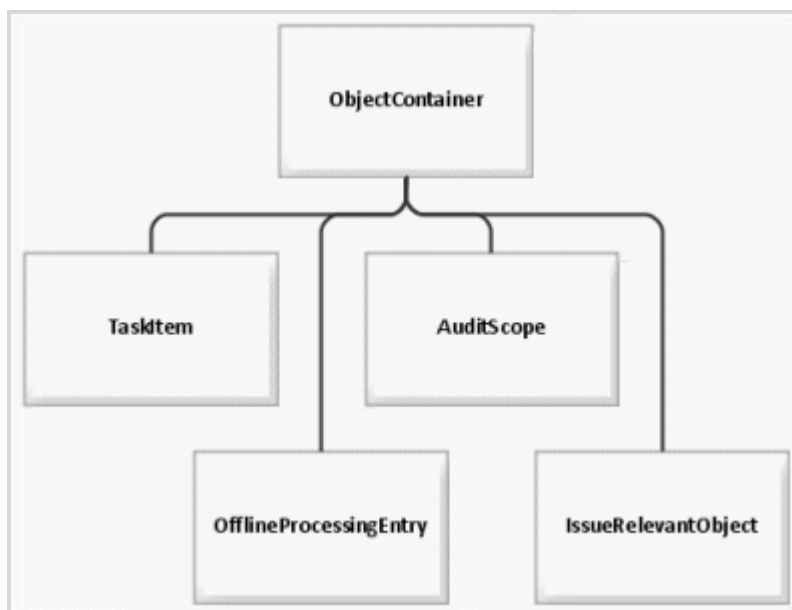 ObjectContainer
TaskItem
AuditScope
OfflineProcessingEntry
IssueRelevantObject